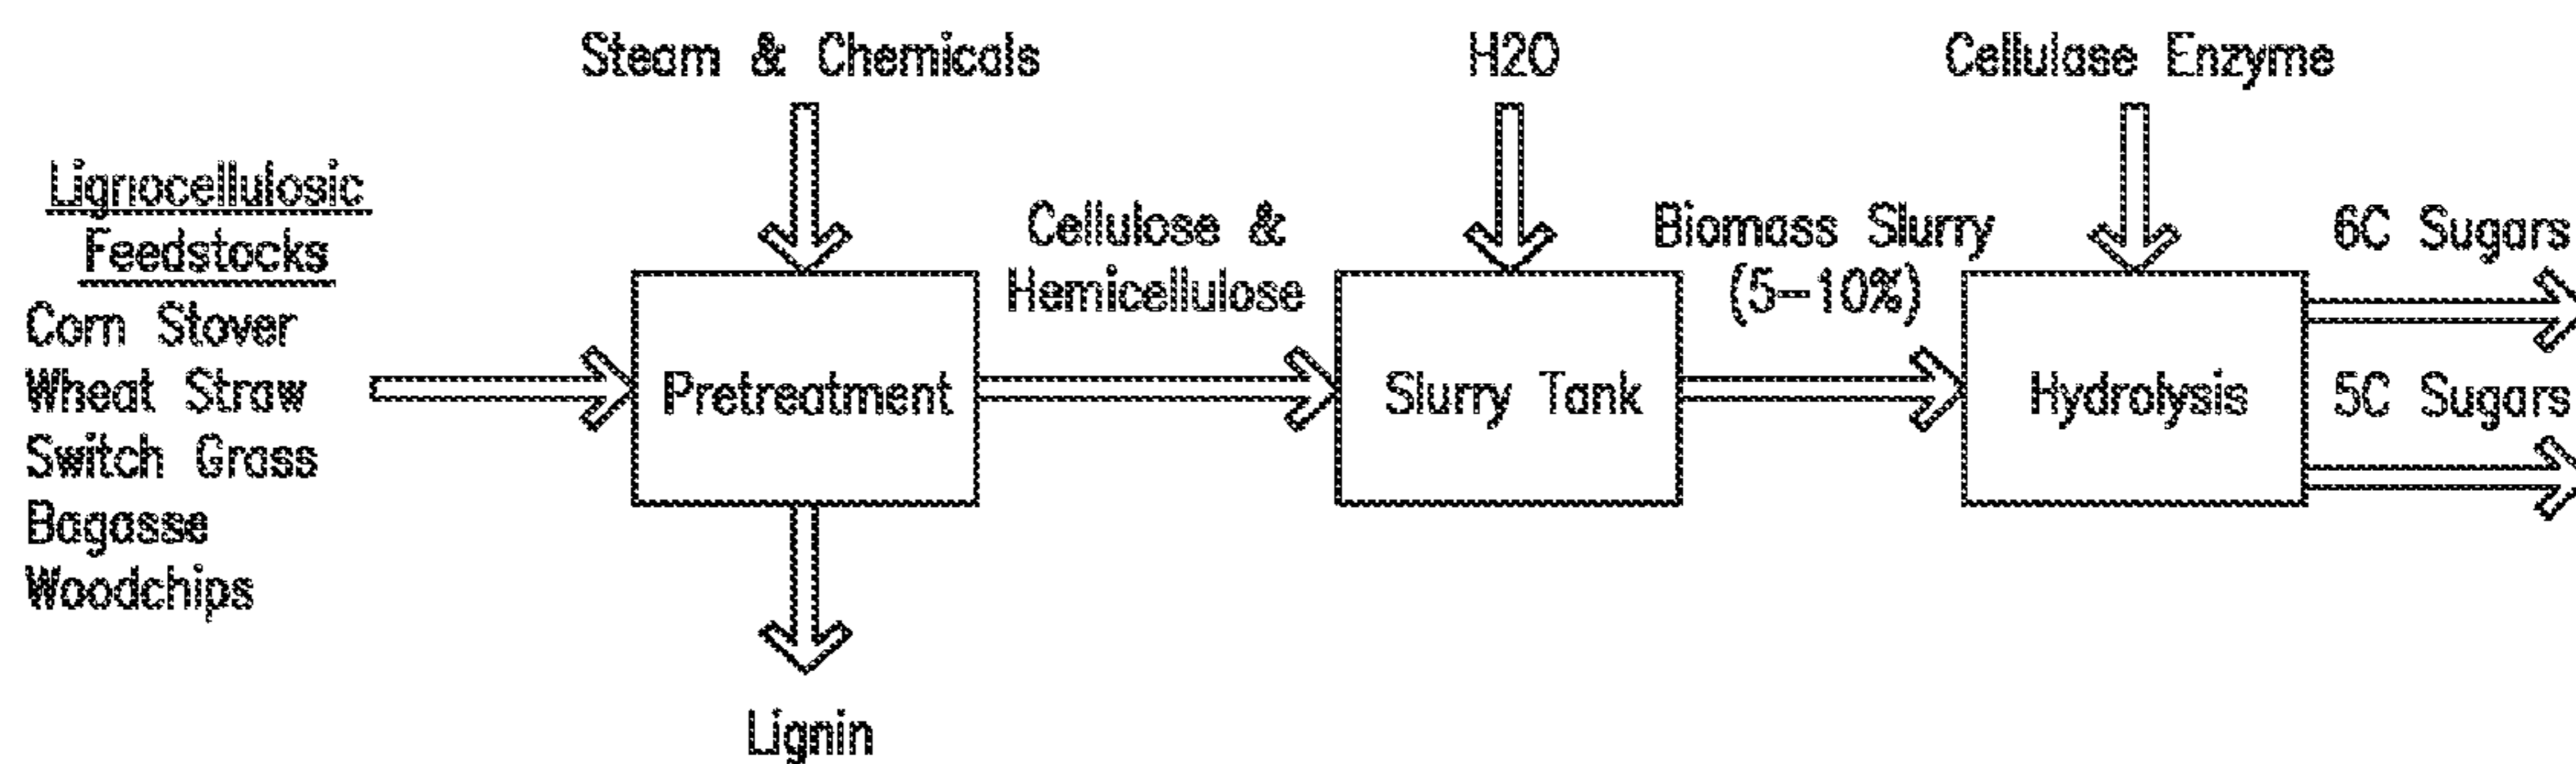 Steam & Chemicals
H2O
Cellulase Enzyme
Lignocellulosic
Feedstocks
Corn Stover
Wheat Straw
Switch Grass
Bagasse
Woodchips
Pretreatment
Cellulose &
Hemicellulose
Slurry Tank
Biomass Slurry
(5-10%)
Hydrolysis
6C Sugars
5C Sugars
Lignin